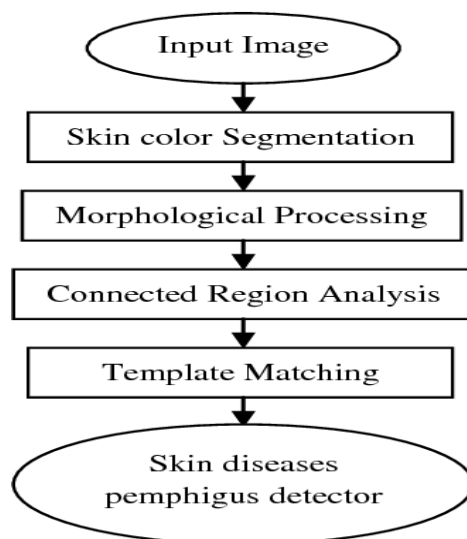 Input Image
Skin color Segmentation
Morphological Processing
Connected Region Analysis
Template Matching
Skin diseases
pemphigus detector